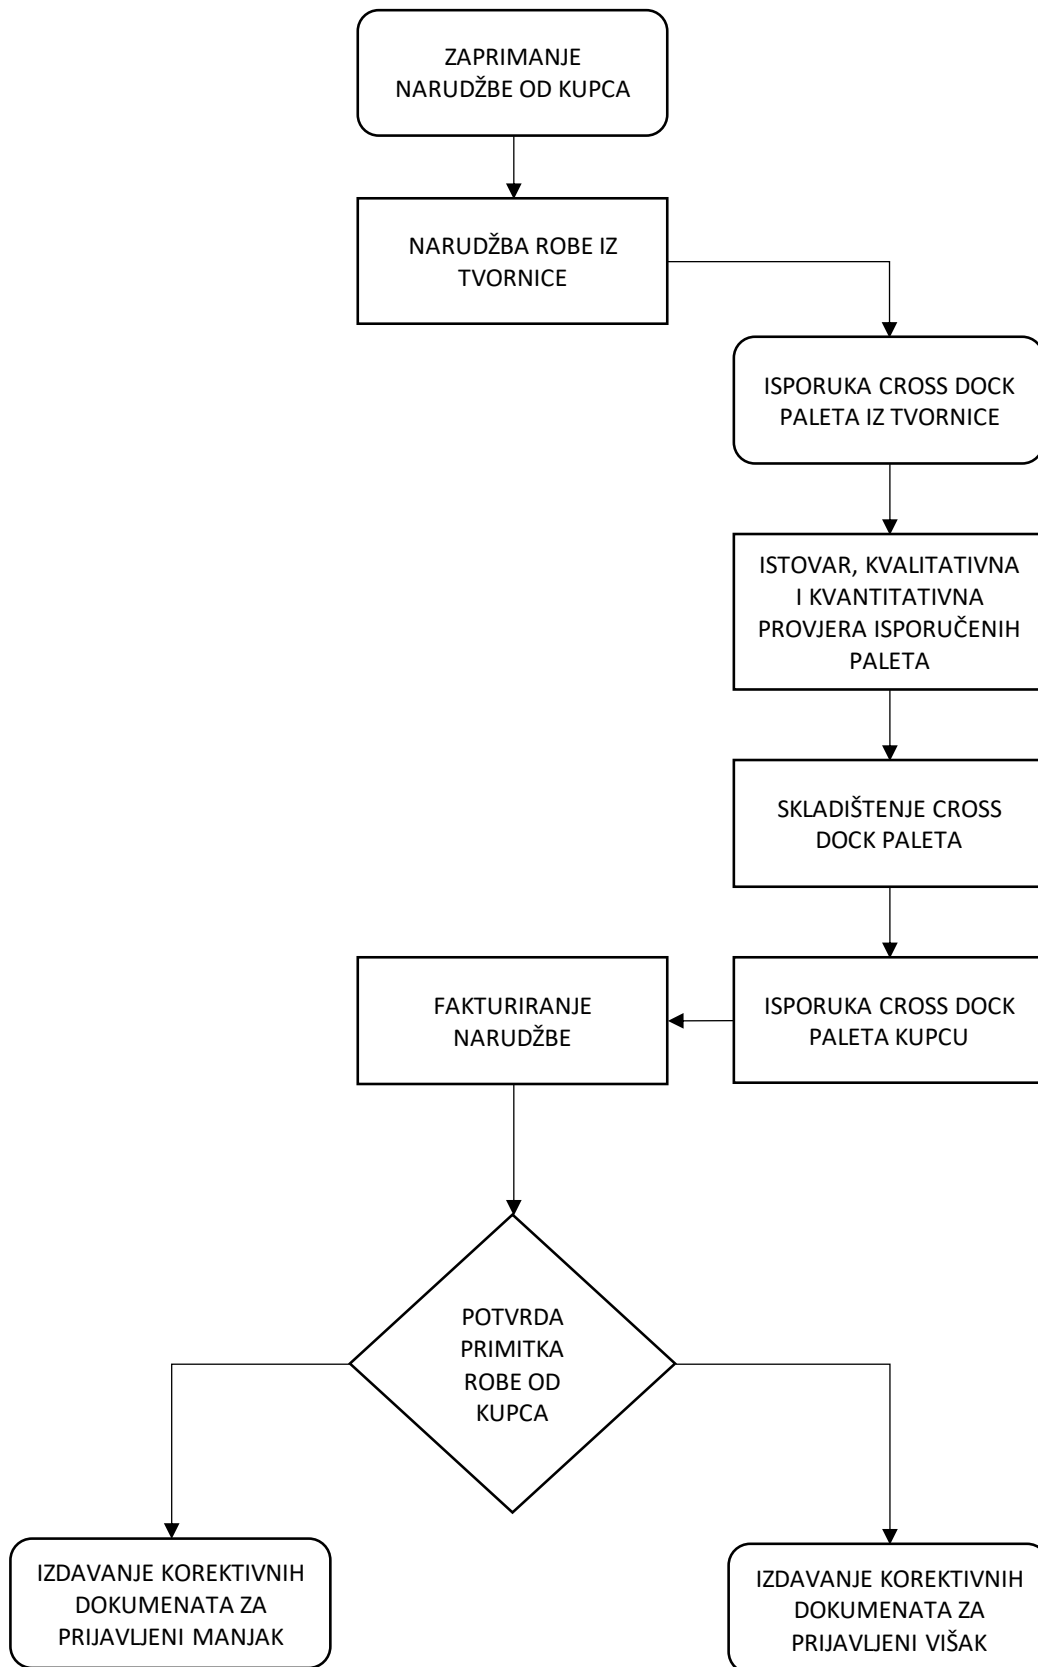 ZAPRIMANJE
NARUDŽBE OD KUPCA
NARUDŽBA ROBE IZ
TVORNICE
ISPORUKA CROSS DOCK
PALETA IZ TVORNICE
ISTOVAR, KVALITATIVNA
I KVANTITATIVNA
PROVJERA ISPORUČENIH
PALETA
SKLADIŠTENJE CROSS
DOCK PALETA
ISPORUKA CROSS DOCK
PALETA KUPCU
FAKTURIRANJE
NARUDŽBE
POTVRDA
PRIMITKA
ROBE OD
KUPCA
IZDAVANJE KOREKTIVNIH
DOKUMENATA ZA
PRIJAVLJENI MANJAK
IZDAVANJE KOREKTIVNIH
DOKUMENATA ZA
PRIJAVLJENI VIŠAK